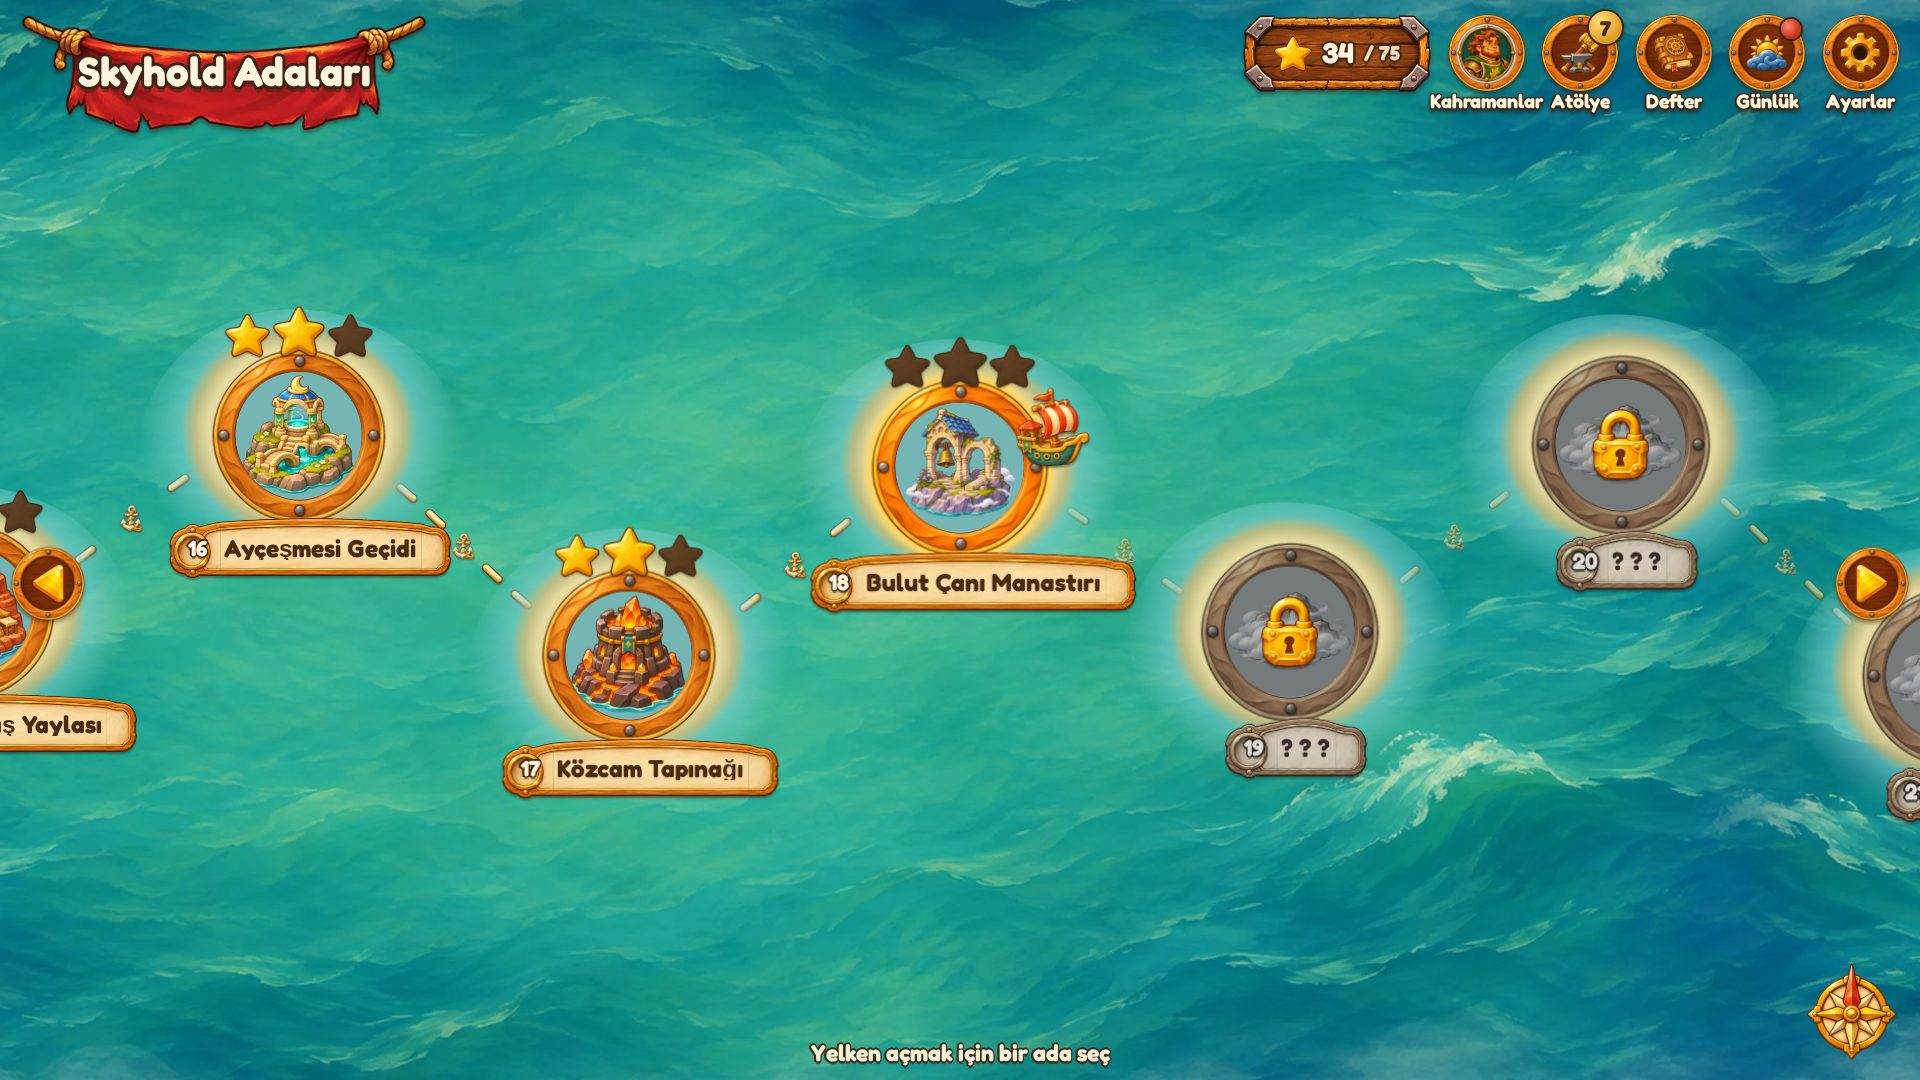 Skyhold Adaları
34 / 75
7
Kahramanlar
Atölye
Defter
Günlük
Ayarlar
16 Ayçeşmesi Geçidi
18 Bulut Çanı Manastırı
20 ???
Yaylası
17 Közcam Tapınağı
19 ???
Yelken açmak için bir ada seç